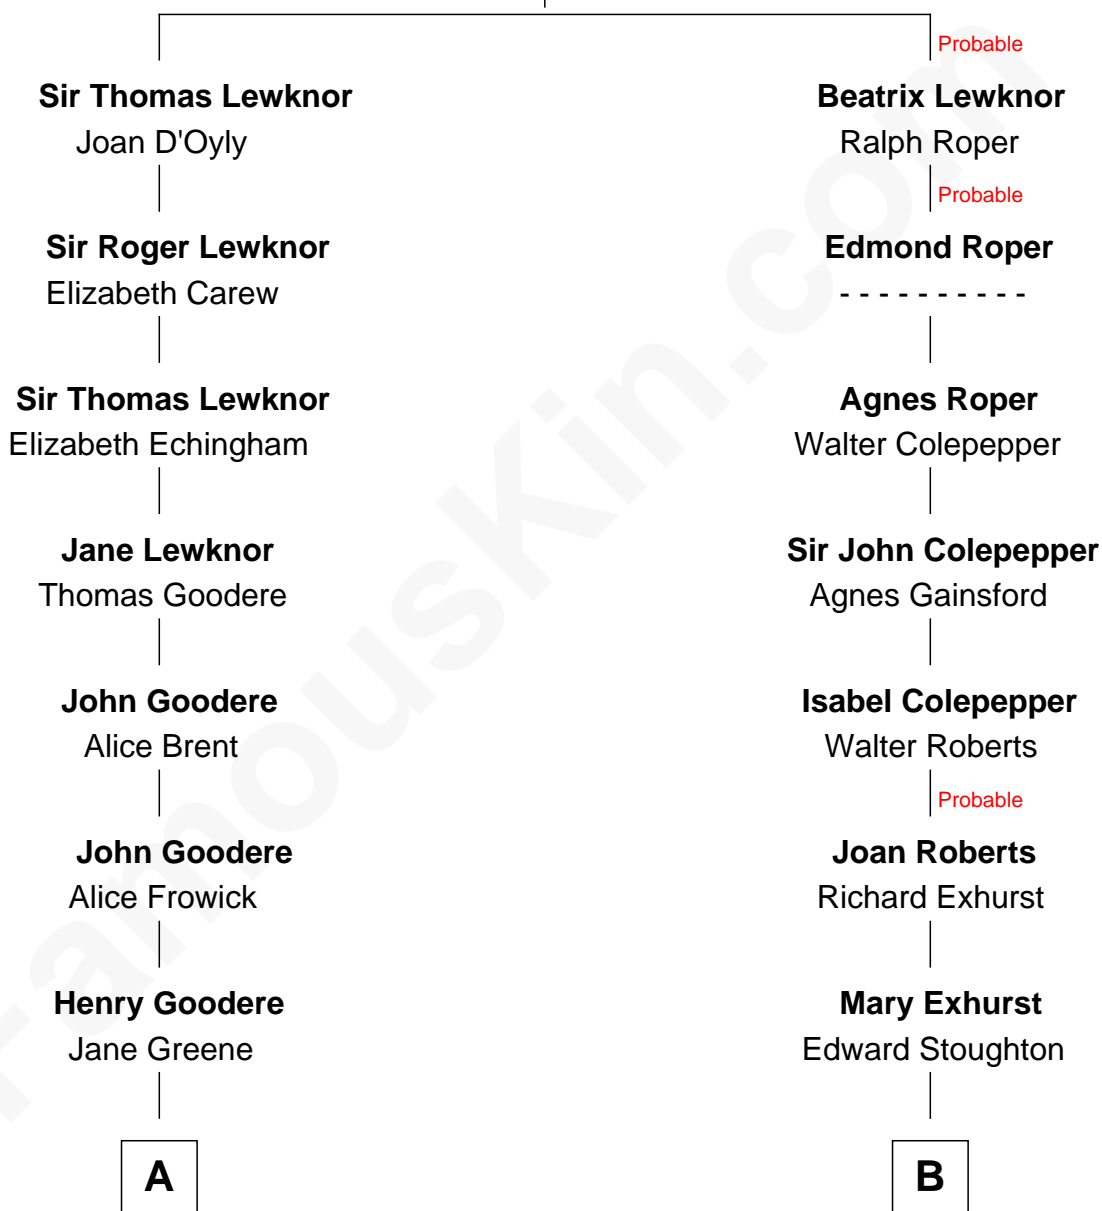 Probable
Sir Thomas Lewknor
Joan D'Oyly
Beatrix Lewknor
Ralph Roper
Probable
Sir Roger Lewknor
Elizabeth Carew
Edmond Roper
- - - - - - - - - -
Sir Thomas Lewknor
Elizabeth Echingham
Agnes Roper
Walter Colepepper
Jane Lewknor
Thomas Goodere
Sir John Colepepper
Agnes Gainsford
John Goodere
Alice Brent
Isabel Colepepper
Walter Roberts
Probable
John Goodere
Alice Frowick
Joan Roberts
Richard Exhurst
Henry Goodere
Jane Greene
Mary Exhurst
Edward Stoughton
A
B
FamousKin.com